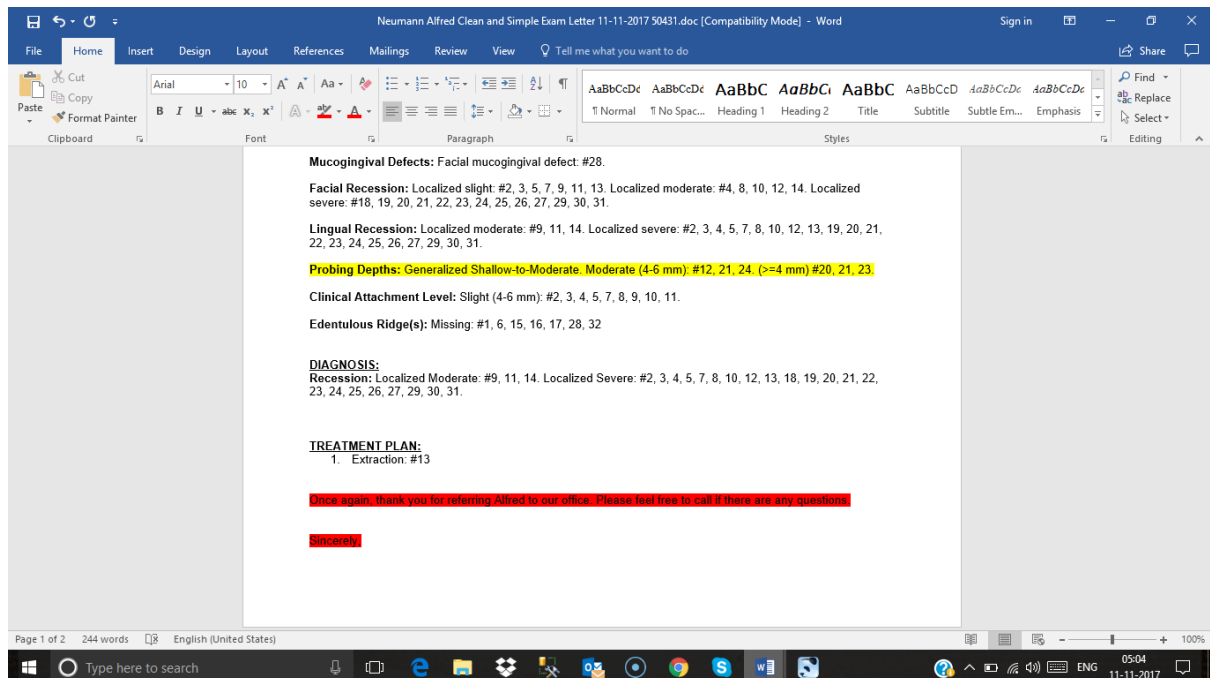 Neumann Alfred Clean and Simple Exam Letter 11-11-2017 50431.doc [Compatibility Mode] - Word
Sign in
File Home Insert Design Layout References Mailings Review View Tell me what you want to do Share
Cut
Copy
Format Painter
Paste
Clipboard
Arial 10 A A Aa
B I U abc X₂ X² A aby A
Font
Paragraph
AaBbCcDd AaBbCcDd AaBbC AaBbCc AaBbC AaBbCcD AaBbCcDc AaBbCcDc
¶ Normal ¶ No Spac... Heading 1 Heading 2 Title Subtitle Subtle Em... Emphasis
Styles
Find
Replace
Select
Editing
Mucogingival Defects: Facial mucogingival defect: #28.
Facial Recession: Localized slight: #2, 3, 5, 7, 9, 11, 13. Localized moderate: #4, 8, 10, 12, 14. Localized
severe: #18, 19, 20, 21, 22, 23, 24, 25, 26, 27, 29, 30, 31.
Lingual Recession: Localized moderate: #9, 11, 14. Localized severe: #2, 3, 4, 5, 7, 8, 10, 12, 13, 19, 20, 21,
22, 23, 24, 25, 26, 27, 29, 30, 31.
Probing Depths: Generalized Shallow-to-Moderate. Moderate (4-6 mm): #12, 21, 24. (>=4 mm) #20, 21, 23.
Clinical Attachment Level: Slight (4-6 mm): #2, 3, 4, 5, 7, 8, 9, 10, 11.
Edentulous Ridge(s): Missing: #1, 6, 15, 16, 17, 28, 32
DIAGNOSIS:
Recession: Localized Moderate: #9, 11, 14. Localized Severe: #2, 3, 4, 5, 7, 8, 10, 12, 13, 18, 19, 20, 21, 22,
23, 24, 25, 26, 27, 29, 30, 31.
TREATMENT PLAN:
1. Extraction: #13
Once again, thank you for referring Alfred to our office. Please feel free to call if there are any questions.
Sincerely,
Page 1 of 2 244 words English (United States) 100%
Type here to search
ENG
05:04
11-11-2017